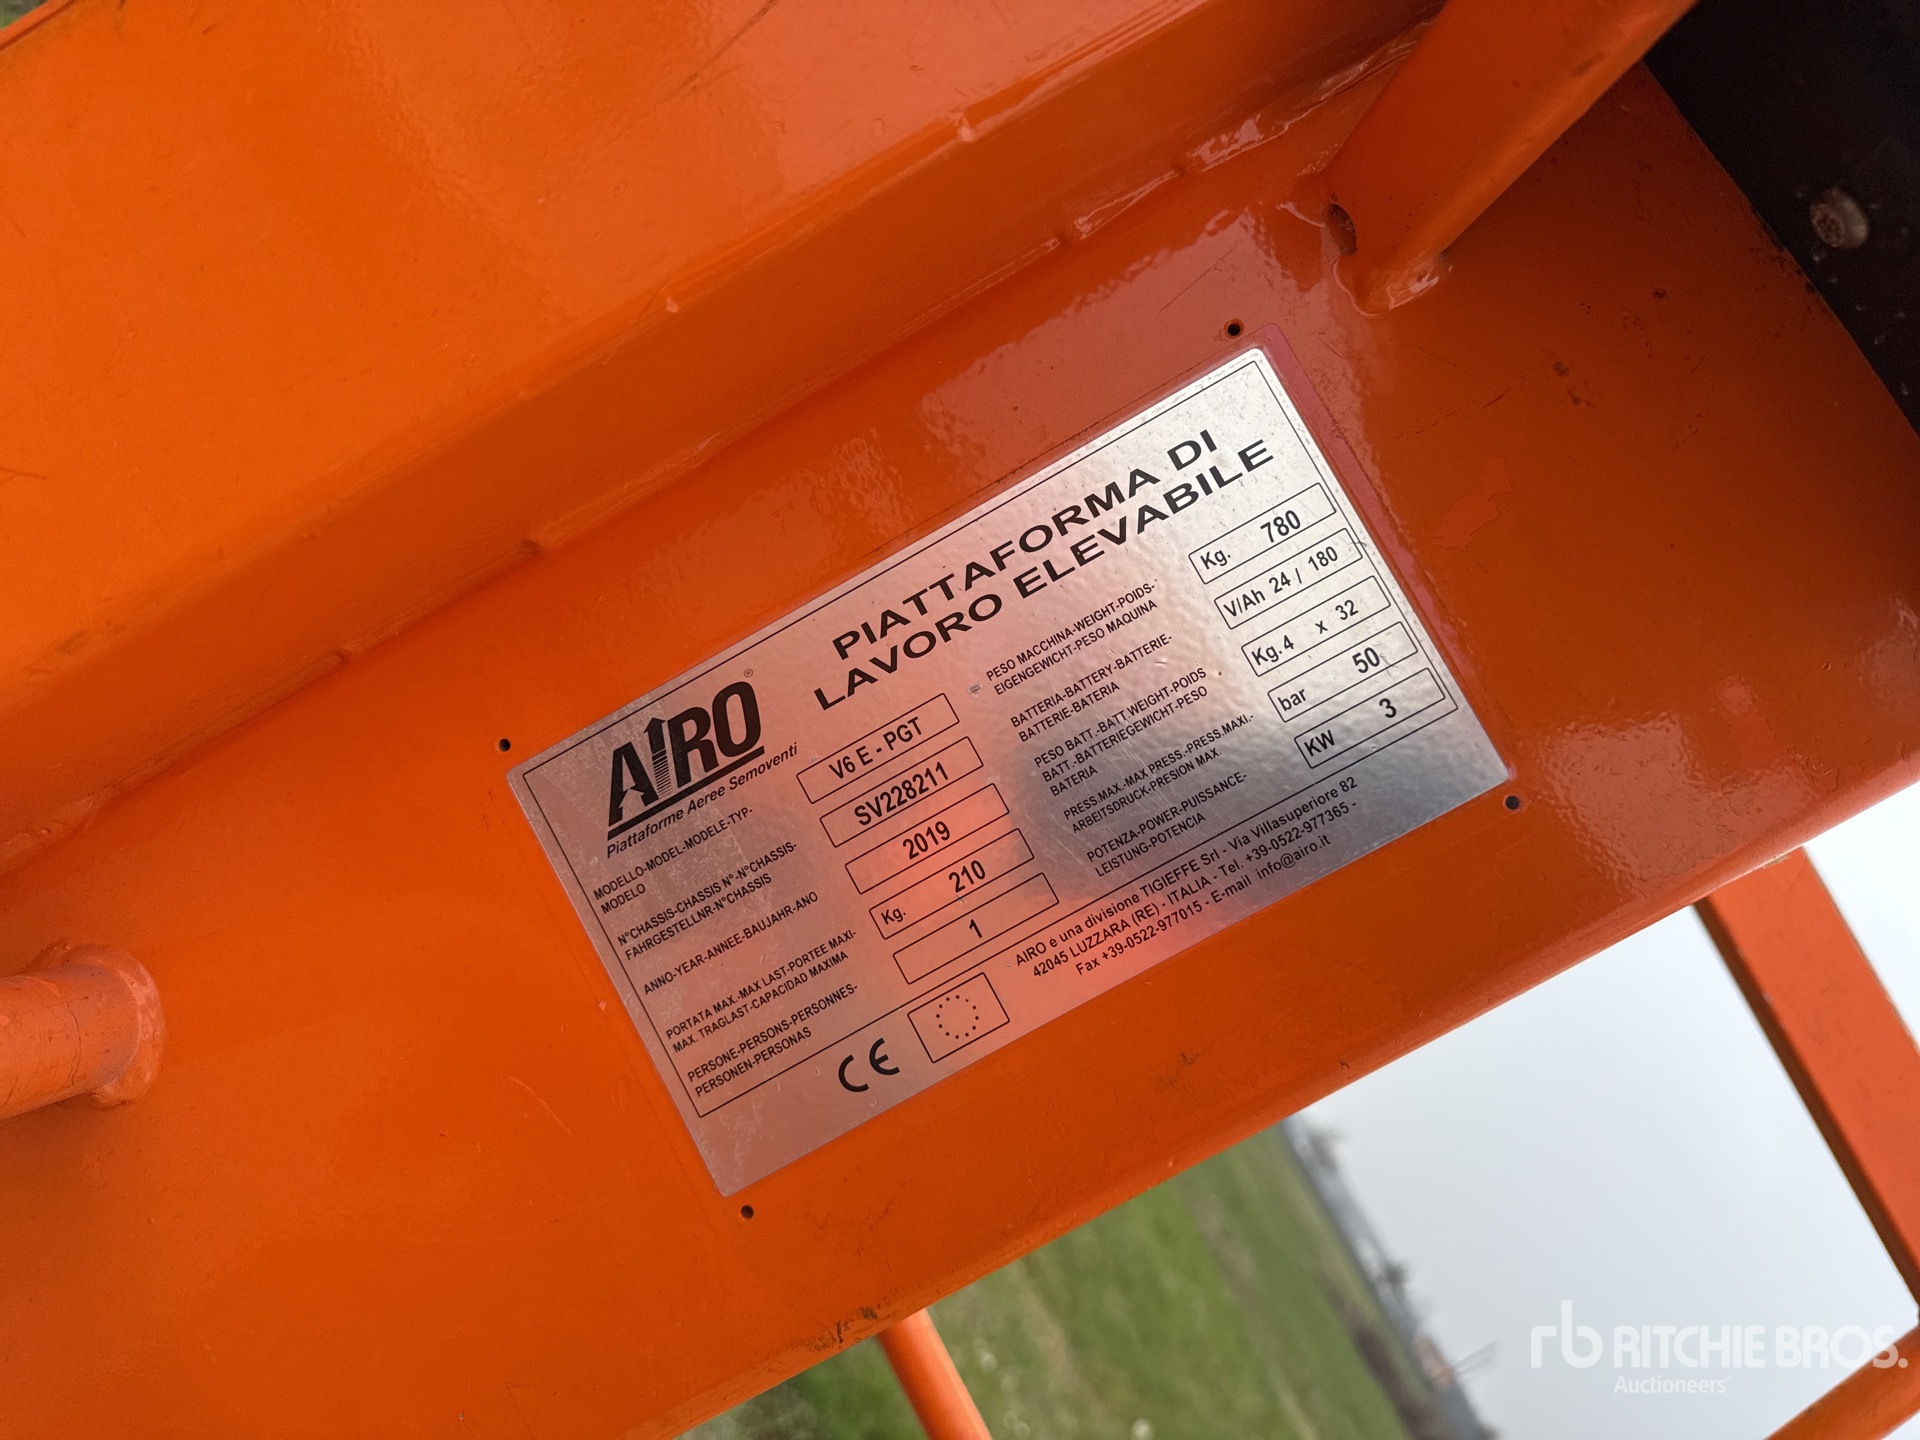 AIRO®
Piattaforme Aeree Semoventi
PIATTAFORMA DI
LAVORO ELEVABILE
MODELLO-MODEL-MODELE-TYP-
MODELO
V6 E - PGT
N°CHASSIS-CHASSIS N°-N°CHASSIS-
FAHRGESTELLNR-N°CHASSIS
SV228211
ANNO-YEAR-ANNEE-BAUJAHR-ANO
2019
PORTATA MAX.-MAX LAST-PORTEE MAXI-
MAX. TRAGLAST-CAPACIDAD MAXIMA
Kg. 210
PERSONE-PERSONS-PERSONNES-
PERSONEN-PERSONAS
1
PESO MACCHINA-WEIGHT-POIDS-
EIGENGEWICHT-PESO MAQUINA
Kg. 780
BATTERIA-BATTERY-BATTERIE-
BATTERIE-BATERIA
V/Ah 24 / 180
PESO BATT.-BATT.WEIGHT-POIDS
BATT.-BATTERIEGEWICHT-PESO
BATERIA
Kg. 4 x 32
PRESS.MAX.-MAX PRESS.-PRESS.MAXI.-
ARBEITSDRUCK-PRESION MAX.
bar 50
POTENZA-POWER-PUISSANCE-
LEISTUNG-POTENCIA
KW 3
CE
AIRO e una divisione TIGIEFFE Srl - Via Villasuperiore 82
42045 LUZZARA (RE) - ITALIA - Tel. +39-0522-977365 -
Fax +39-0522-977015 - E-mail info@airo.it
rb RITCHIE BROS.
Auctioneers